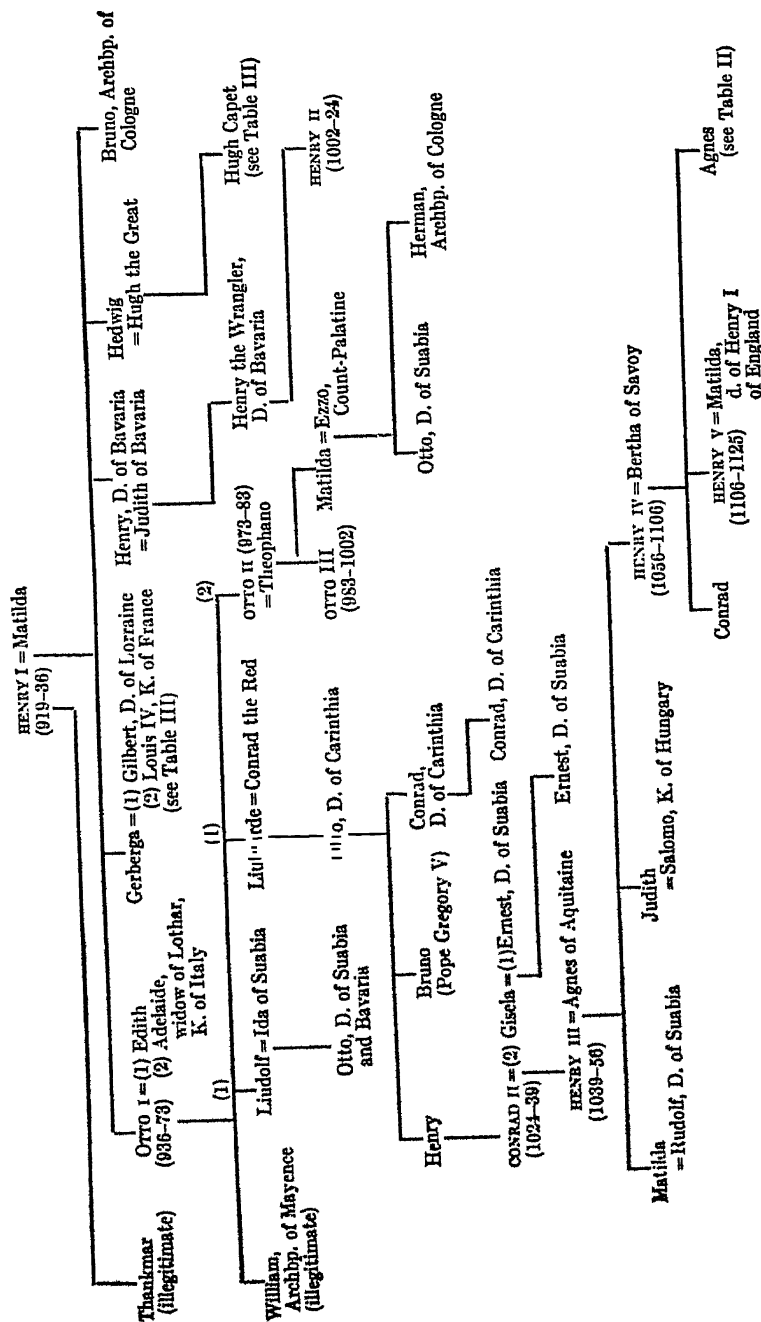 HENRY I = Matilda
(919–36)
Thankmar
(illegitimate)
OTTO I = (1) Edith
(936–73) (2) Adelaide,
widow of Lothar,
K. of Italy
Gerberga = (1) Gilbert, D. of Lorraine
(2) Louis IV, K. of France
(see Table III)
Henry, D. of Bavaria
= Judith of Bavaria
Hedwig
= Hugh the Great
Bruno, Archbp. of
Cologne
(1)
(1)
(2)
William,
Archbp. of Mayence
(illegitimate)
Liudolf = Ida of Suabia
= Conrad the Red
OTTO II (973–83)
= Theophano
Henry the Wrangler,
D. of Bavaria
Hugh Capet
(see Table III)
Otto, D. of Suabia
and Bavaria
D. of Carinthia
OTTO III
(983–1002)
Matilda = Ezzo,
Count-Palatine
HENRY II
(1002–24)
Henry
Bruno
(Pope Gregory V)
Conrad,
D. of Carinthia
Otto, D. of Suabia
Herman,
Archbp. of Cologne
CONRAD II = (2) Gisela = (1) Ernest, D. of Suabia
(1024–39)
Conrad, D. of Carinthia
HENRY III = Agnes of Aquitaine
(1039–56)
Ernest, D. of Suabia
Matilda
= Rudolf, D. of Suabia
Judith
= Salomo, K. of Hungary
HENRY IV = Bertha of Savoy
(1056–1106)
Conrad
HENRY V = Matilda,
(1106–1125) d. of Henry I
of England
Agnes
(see Table II)